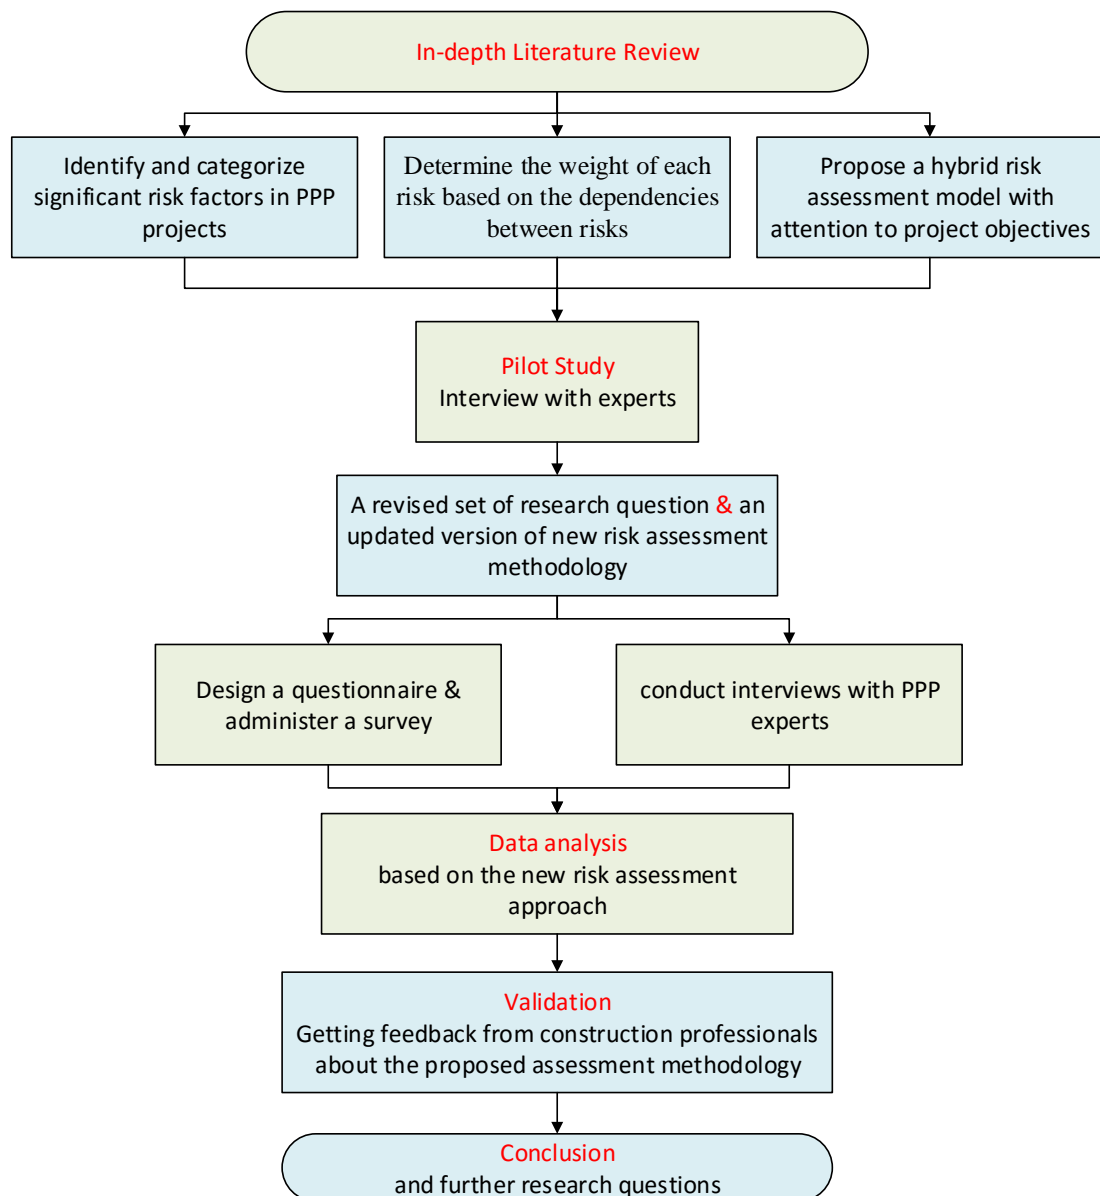 In-depth Literature Review
Identify and categorize
significant risk factors in PPP
projects
Determine the weight of each
risk based on the dependencies
between risks
Propose a hybrid risk
assessment model with
attention to project objectives
Pilot Study
Interview with experts
A revised set of research question & an
updated version of new risk assessment
methodology
Design a questionnaire &
administer a survey
conduct interviews with PPP
experts
Data analysis
based on the new risk assessment
approach
Validation
Getting feedback from construction professionals
about the proposed assessment methodology
Conclusion
and further research questions